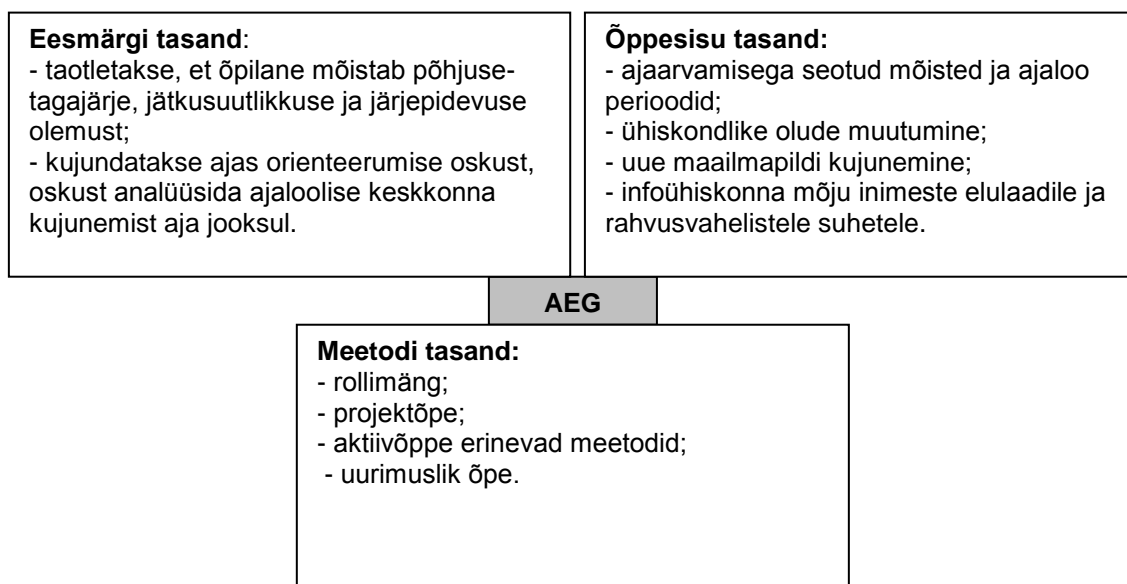 Eesmärgi tasand:
- taotletakse, et õpilane mõistab põhjuse-
tagajärje, jätkusuutlikkuse ja järjepidevuse
olemust;
- kujundatakse ajas orienteerumise oskust,
oskust analüüsida ajaloolise keskkonna
kujunemist aja jooksul.
Õppesisu tasand:
- ajaarvamisega seotud mõisted ja ajaloo
perioodid;
- ühiskondlike olude muutumine;
- uue maailmapildi kujunemine;
- infoühiskonna mõju inimeste elulaadile ja
rahvusvahelistele suhetele.
AEG
Meetodi tasand:
- rollimäng;
- projektõpe;
- aktiivõppe erinevad meetodid;
- uurimuslik õpe.